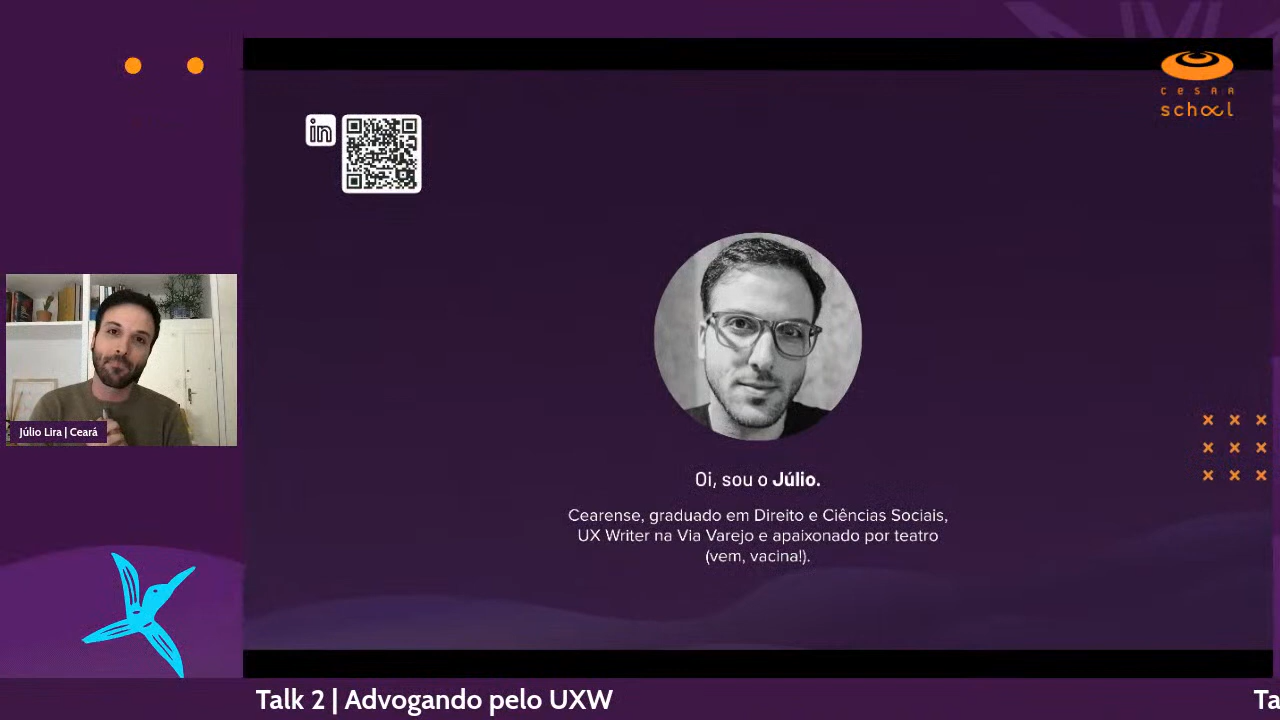 cesar
school
in
Oi, sou o Júlio.
Cearense, graduado em Direito e Ciências Sociais,
UX Writer na Via Varejo e apaixonado por teatro
(vem, vacina!).
Júlio Lira | Ceará
Talk 2 | Advogando pelo UXW
Ta